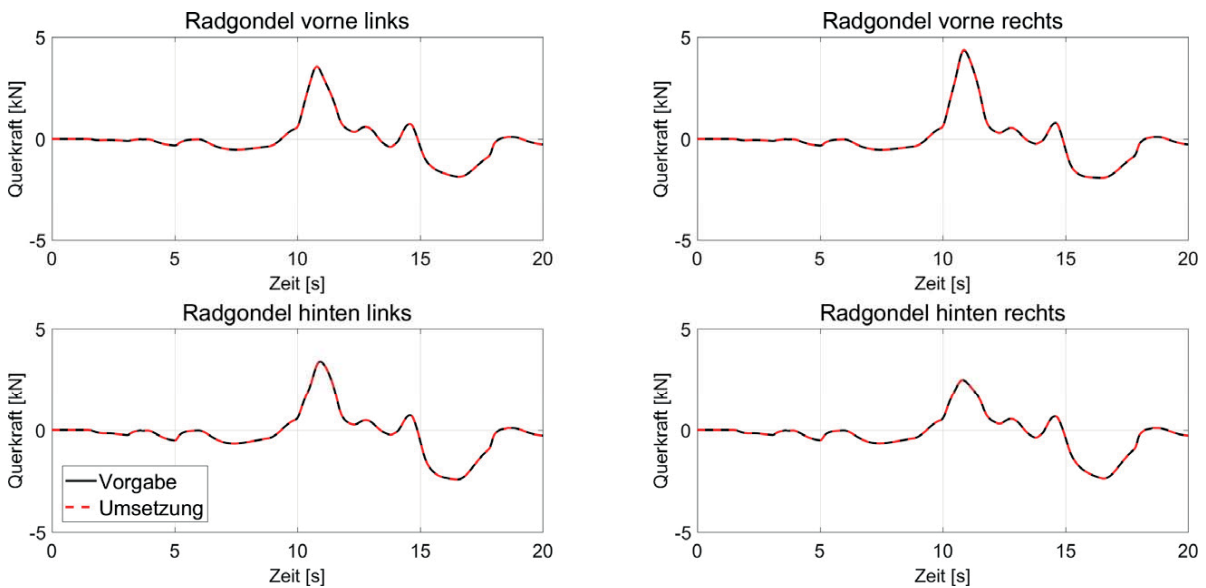 Radgondel vorne links
5
0
-5
Querkraft [kN]
0 5 10 15 20
Zeit [s]
Radgondel vorne rechts
5
0
-5
Querkraft [kN]
0 5 10 15 20
Zeit [s]
Radgondel hinten links
5
0
-5
Querkraft [kN]
Vorgabe
Umsetzung
0 5 10 15 20
Zeit [s]
Radgondel hinten rechts
5
0
-5
Querkraft [kN]
0 5 10 15 20
Zeit [s]